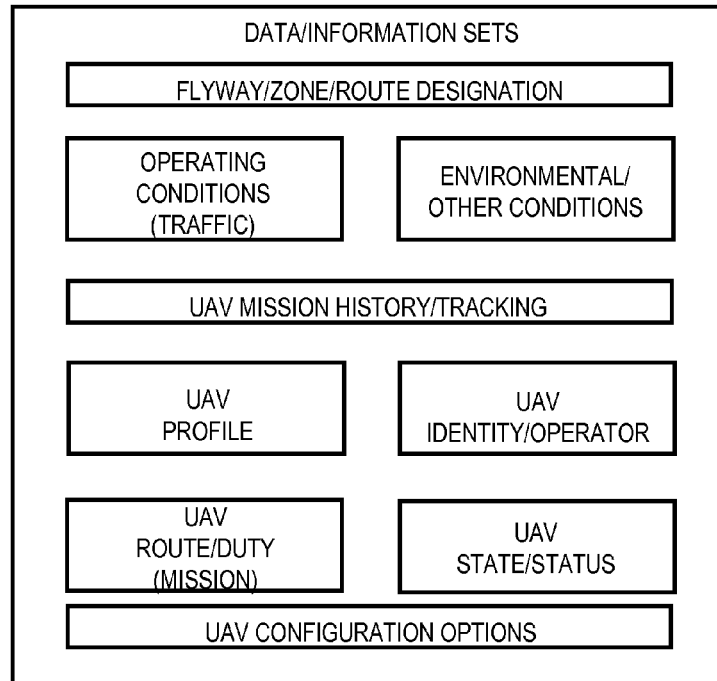 DATA/INFORMATION SETS
FLYWAY/ZONE/ROUTE DESIGNATION
OPERATING
CONDITIONS
(TRAFFIC)
ENVIRONMENTAL/
OTHER CONDITIONS
UAV MISSION HISTORY/TRACKING
UAV
PROFILE
UAV
IDENTITY/OPERATOR
UAV
ROUTE/DUTY
(MISSION)
UAV
STATE/STATUS
UAV CONFIGURATION OPTIONS